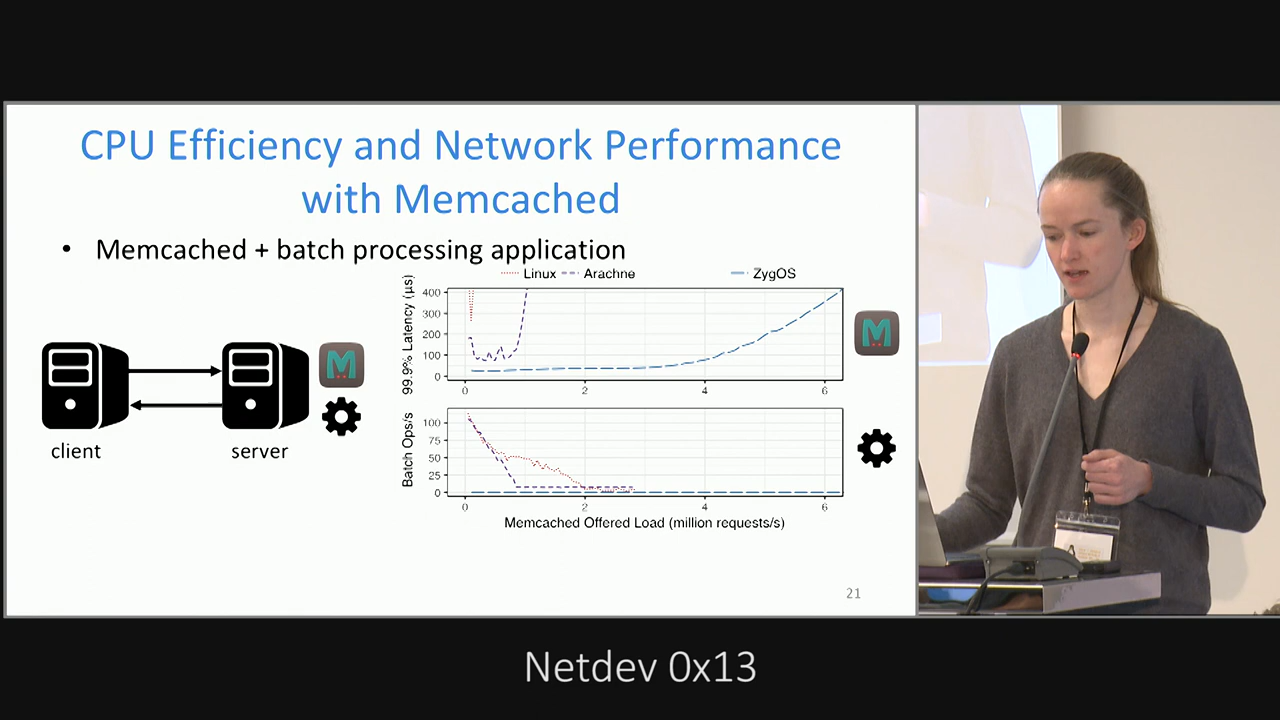 CPU Efficiency and Network Performance
with Memcached
• Memcached + batch processing application
Linux Arachne ZygOS
99.9% Latency (µs)
400
300
200
100
0
0 2 4 6
M
Batch Ops/s
100
75
50
25
0
0 2 4 6
Memcached Offered Load (million requests/s)
M
client
server
21
Netdev 0x13